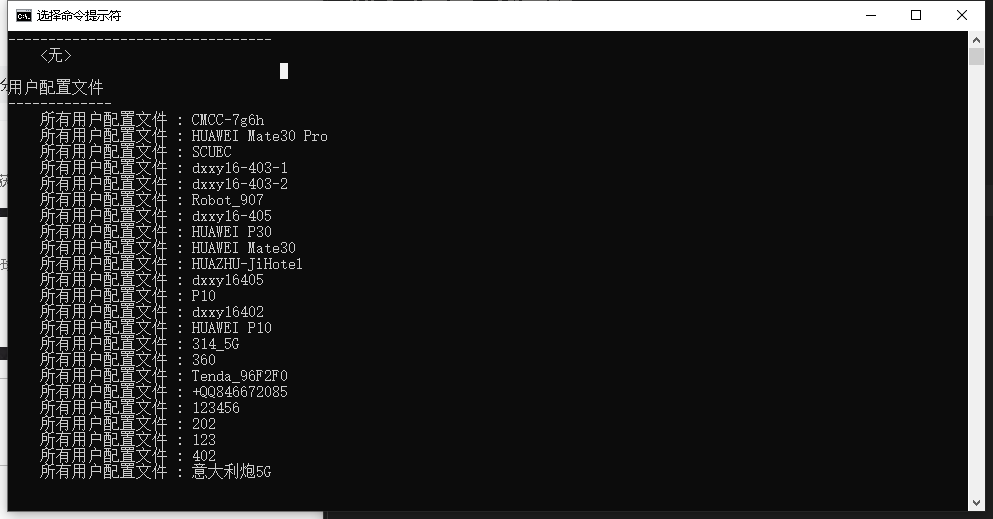 选择命令提示符
---------------------------------
<无>
用户配置文件
-------------
所有用户配置文件 : CMCC-7g6h
所有用户配置文件 : HUAWEI Mate30 Pro
所有用户配置文件 : SCUEC
所有用户配置文件 : dxxy16-403-1
所有用户配置文件 : dxxy16-403-2
所有用户配置文件 : Robot_907
所有用户配置文件 : dxxy16-405
所有用户配置文件 : HUAWEI P30
所有用户配置文件 : HUAWEI Mate30
所有用户配置文件 : HUAZHU-JiHotel
所有用户配置文件 : dxxy16405
所有用户配置文件 : P10
所有用户配置文件 : dxxy16402
所有用户配置文件 : HUAWEI P10
所有用户配置文件 : 314_5G
所有用户配置文件 : 360
所有用户配置文件 : Tenda_96F2F0
所有用户配置文件 : +QQ846672085
所有用户配置文件 : 123456
所有用户配置文件 : 202
所有用户配置文件 : 123
所有用户配置文件 : 402
所有用户配置文件 : 意大利炮5G